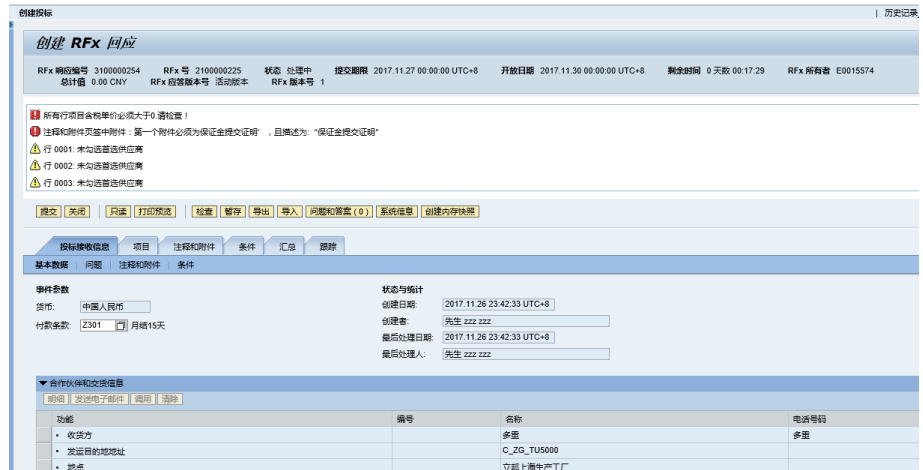 创建投标 | 历史记录
创建 RFx 回应
RFx 响应编号 3100000254 RFx 号 2100000225 状态 处理中 提交期限 2017.11.27 00:00:00 UTC+8 开放日期 2017.11.30 00:00:00 UTC+8 剩余时间 0 天数 00:17:29 RFx 所有者 E0015574
总计值 0.00 CNY RFx 应答版本号 活动版本 RFx 版本号 1
所有行项目含税单价必须大于0.请检查！
注释和附件页签中附件：第一个附件必须为保证金提交证明'，且描述为:“保证金提交证明”
行 0001: 未勾选首选供应商
行 0002: 未勾选首选供应商
行 0003: 未勾选首选供应商
提交 关闭 | 只读 打印预览 | 检查 暂存 导出 导入 问题和答案 ( 0 ) 系统信息 创建内存快照
投标接收信息 项目 注释和附件 条件 汇总 跟踪
基本数据 | 问题 | 注释和附件 | 条件
事件参数 状态与统计
货币: 中国人民币 创建日期: 2017.11.26 23:42:33 UTC+8
付款条款: Z301 月结15天 创建者: 先生 zzz zzz
最后处理日期: 2017.11.26 23:42:33 UTC+8
最后处理人: 先生 zzz zzz
合作伙伴和交货信息
明细 发送电子邮件 调用 清除
功能 编号 名称 电话号码
• 收货方 多重 多重
• 发运目的地地址 C_ZG_TU5000
• 地点 立邦上海生产工厂